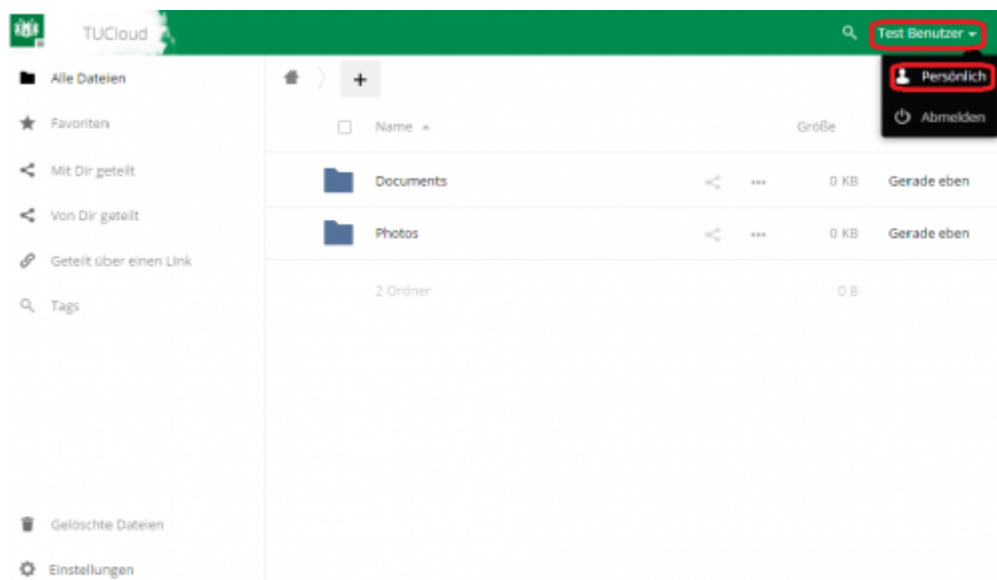 TUCloud
Test Benutzer
Persönlich
Abmelden
Alle Dateien
Favoriten
Mit Dir geteilt
Von Dir geteilt
Geteilt über einen Link
Tags
+
Name
Größe
Documents
0 KB Gerade eben
Photos
0 KB Gerade eben
2 Ordner
0 B
Gelöschte Dateien
Einstellungen